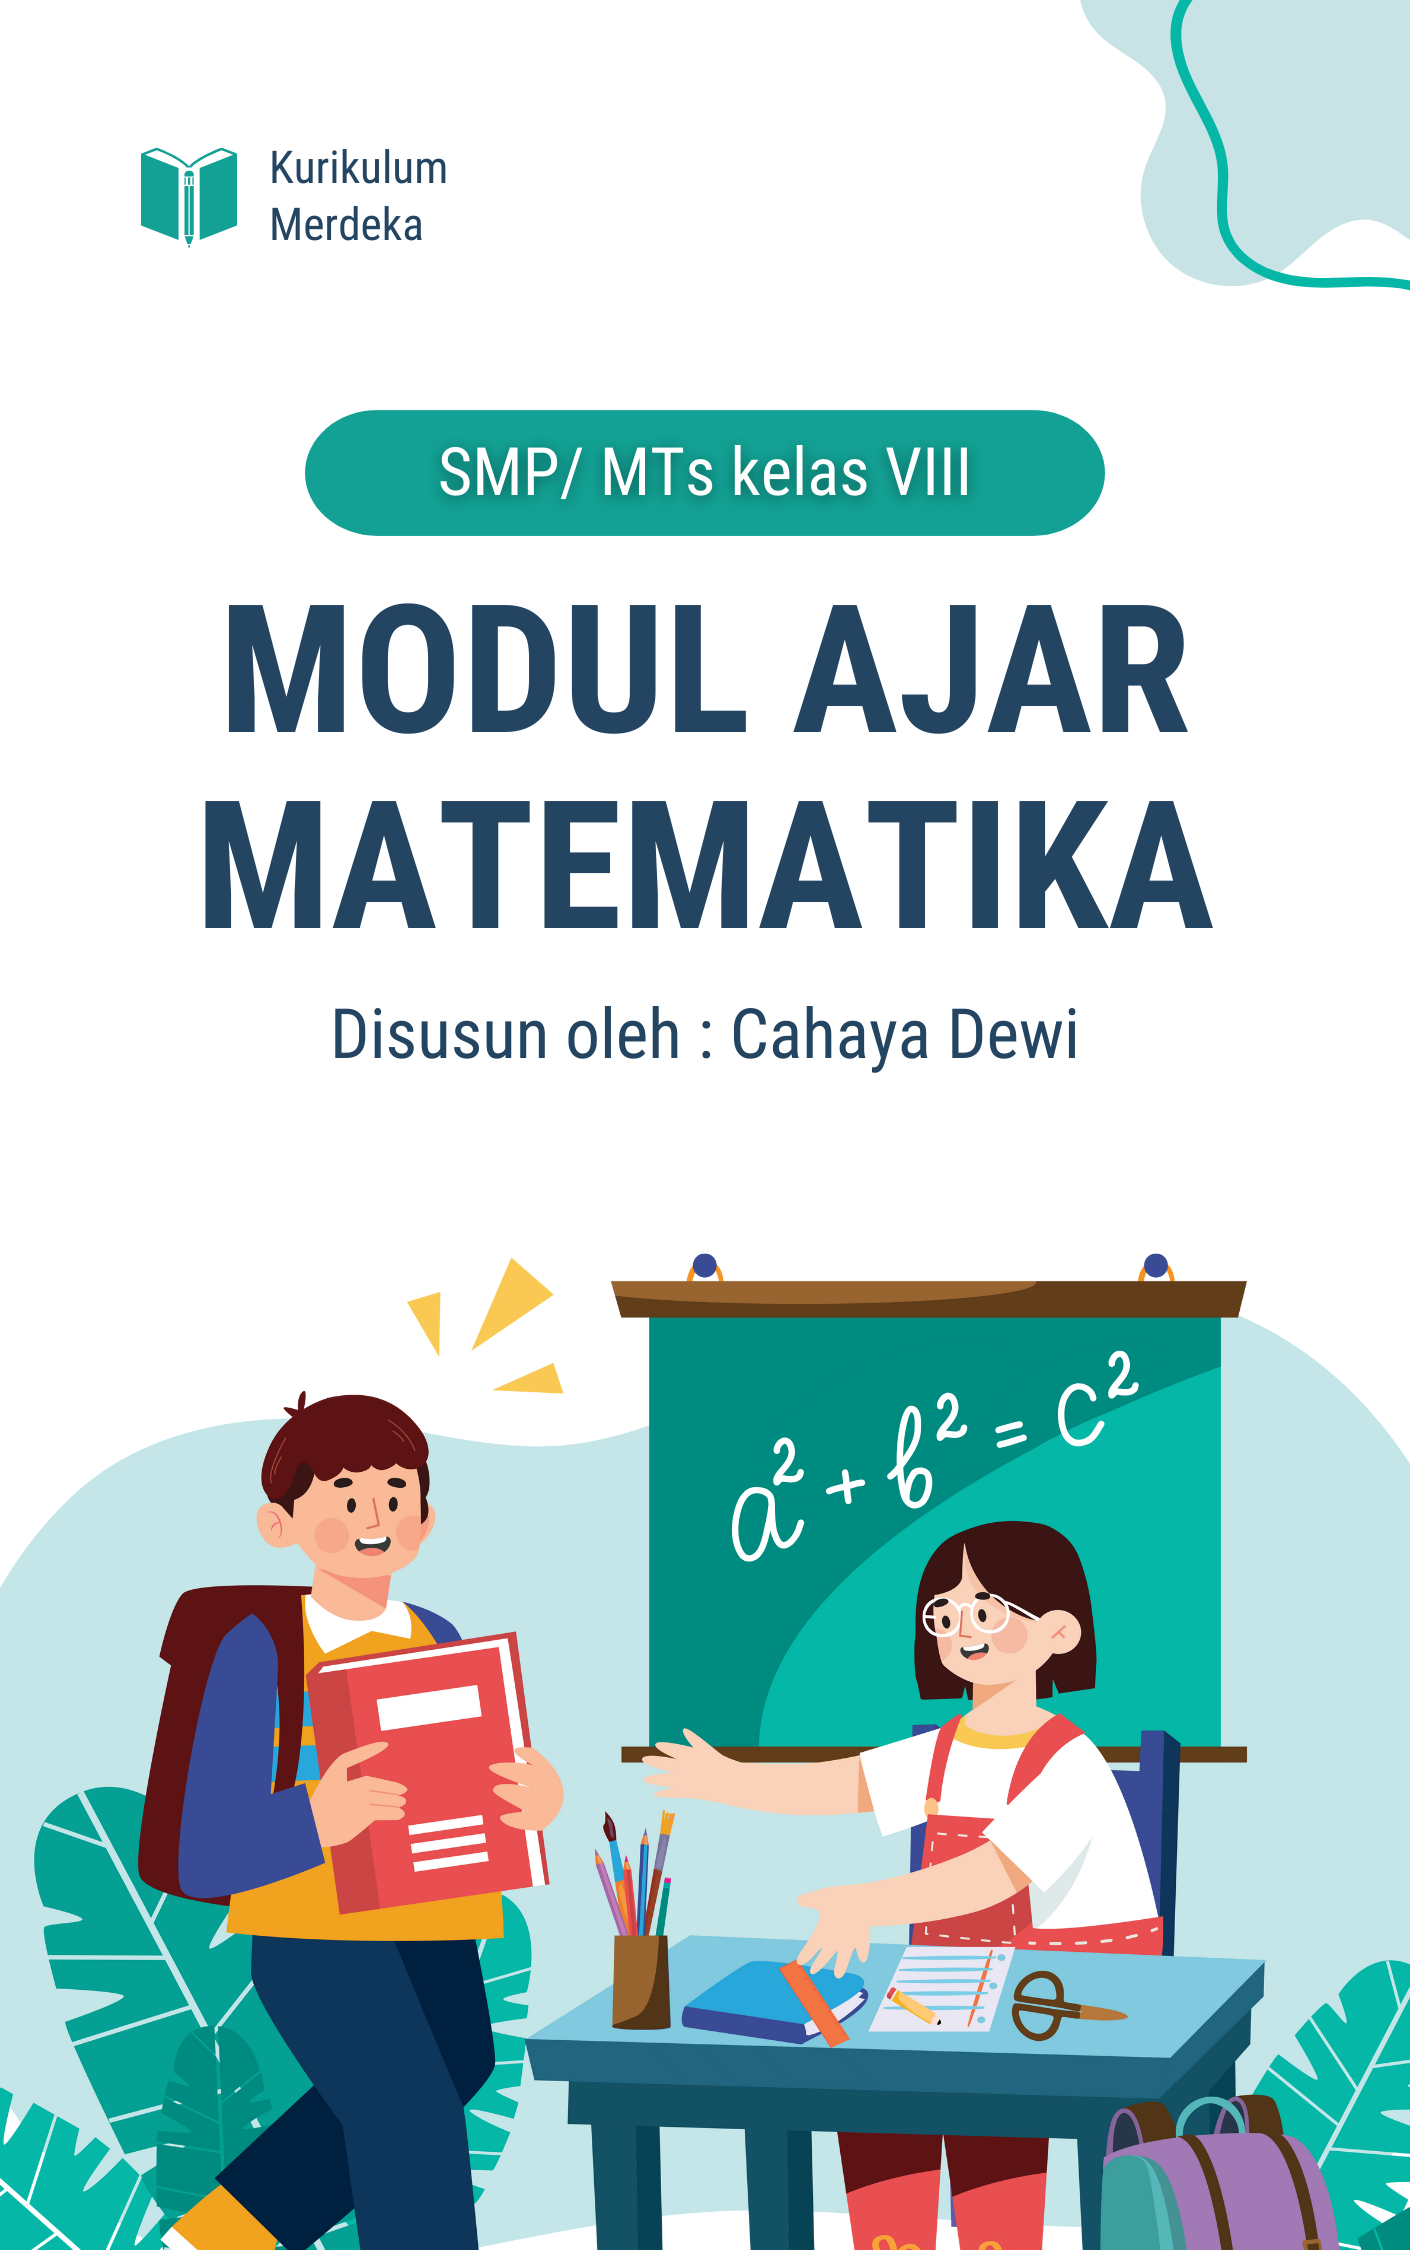 Kurikulum
Merdeka
SMP/ MTs kelas VIII
MODUL AJAR
MATEMATIKA
Disusun oleh : Cahaya Dewi
a² + b² = c²